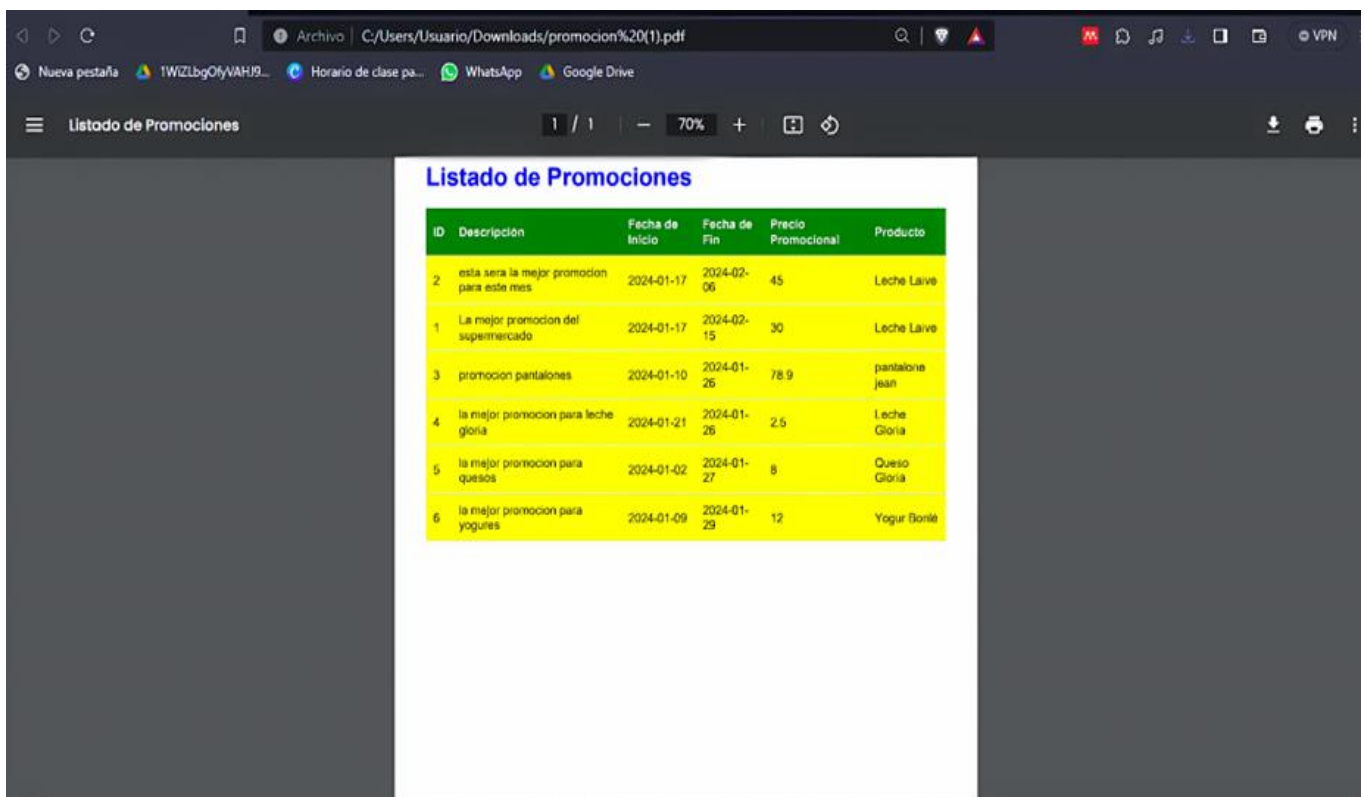 Archivo | C:/Users/Usuario/Downloads/promocion%20(1).pdf
VPN
Nueva pestaña 1WiZLbgOfyVAHJ9... Horario de clase pa... WhatsApp Google Drive
Listado de Promociones 1 / 1 — 70% +
Listado de Promociones
ID Descripción Fecha de Inicio Fecha de Fin Precio Promocional Producto
2 esta sera la mejor promocion para este mes 2024-01-17 2024-02-06 45 Leche Laive
1 La mejor promocion del supermercado 2024-01-17 2024-02-15 30 Leche Laive
3 promocion pantalones 2024-01-10 2024-01-26 78.9 pantalone jean
4 la mejor promocion para leche gloria 2024-01-21 2024-01-26 2.5 Leche Gloria
5 la mejor promocion para quesos 2024-01-02 2024-01-27 8 Queso Gloria
6 la mejor promocion para yogures 2024-01-09 2024-01-29 12 Yogur Bonlé